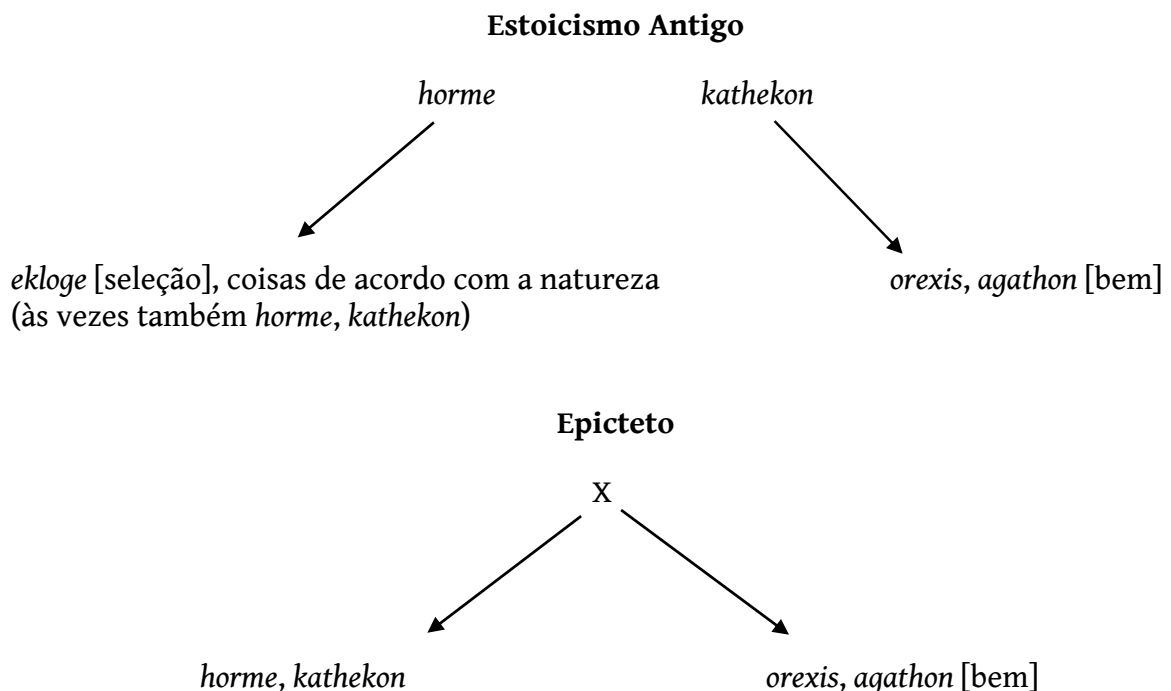 Estoicismo Antigo
horme kathekon
ekloge [seleção], coisas de acordo com a natureza
(às vezes também horme, kathekon)
orexis, agathon [bem]
Epicteto
X
horme, kathekon orexis, agathon [bem]